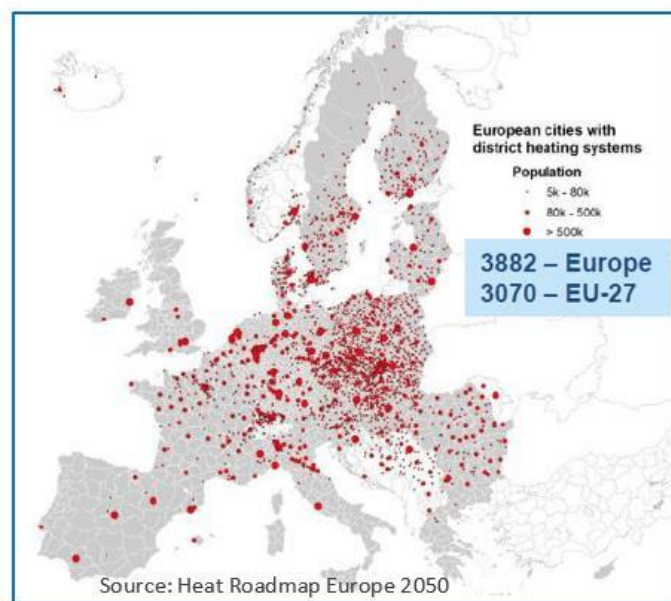 European cities with
district heating systems
Population
5k - 80k
80k - 500k
> 500k
3882 – Europe
3070 – EU-27
Source: Heat Roadmap Europe 2050